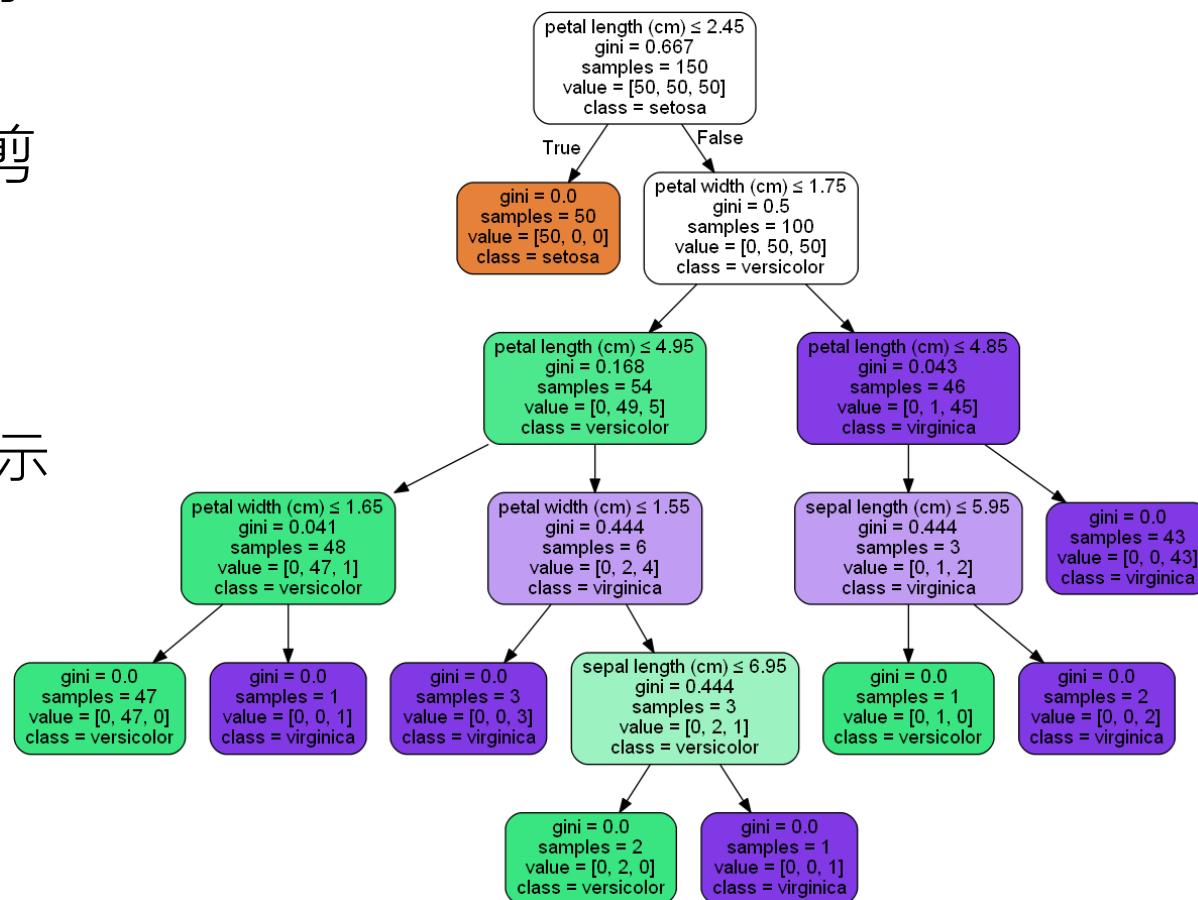 剪
示
petal length (cm) ≤ 2.45
gini = 0.667
samples = 150
value = [50, 50, 50]
class = setosa
True
False
gini = 0.0
samples = 50
value = [50, 0, 0]
class = setosa
petal width (cm) ≤ 1.75
gini = 0.5
samples = 100
value = [0, 50, 50]
class = versicolor
petal length (cm) ≤ 4.95
gini = 0.168
samples = 54
value = [0, 49, 5]
class = versicolor
petal length (cm) ≤ 4.85
gini = 0.043
samples = 46
value = [0, 1, 45]
class = virginica
petal width (cm) ≤ 1.65
gini = 0.041
samples = 48
value = [0, 47, 1]
class = versicolor
petal width (cm) ≤ 1.55
gini = 0.444
samples = 6
value = [0, 2, 4]
class = virginica
sepal length (cm) ≤ 5.95
gini = 0.444
samples = 3
value = [0, 1, 2]
class = virginica
gini = 0.0
samples = 43
value = [0, 0, 43]
class = virginica
gini = 0.0
samples = 47
value = [0, 47, 0]
class = versicolor
gini = 0.0
samples = 1
value = [0, 0, 1]
class = virginica
gini = 0.0
samples = 3
value = [0, 0, 3]
class = virginica
sepal length (cm) ≤ 6.95
gini = 0.444
samples = 3
value = [0, 2, 1]
class = versicolor
gini = 0.0
samples = 1
value = [0, 1, 0]
class = versicolor
gini = 0.0
samples = 2
value = [0, 0, 2]
class = virginica
gini = 0.0
samples = 2
value = [0, 2, 0]
class = versicolor
gini = 0.0
samples = 1
value = [0, 0, 1]
class = virginica